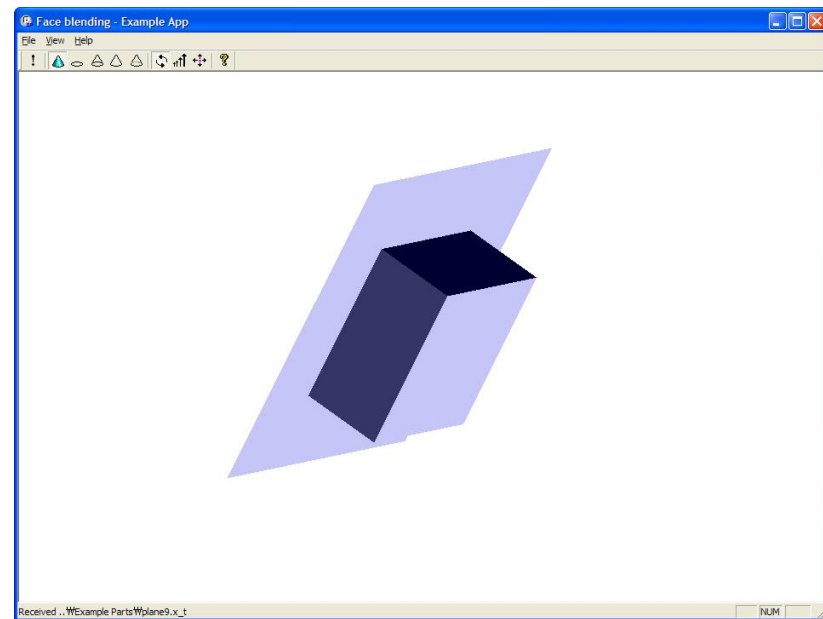 Face blending - Example App
File View Help
Received ..₩Example Parts₩plane9.x_t NUM